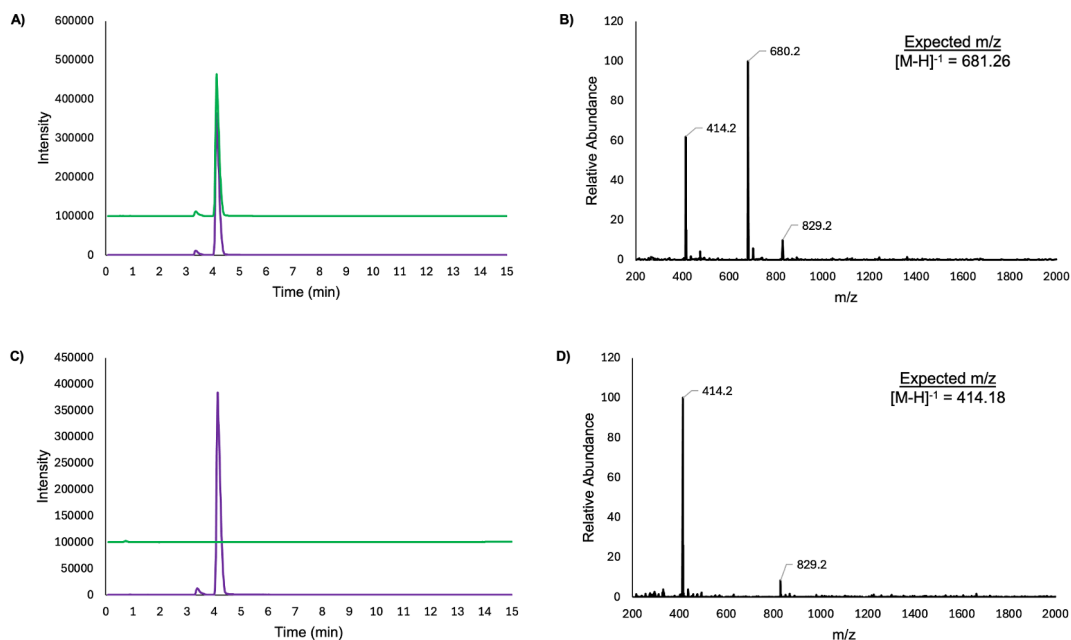 A)
600000
500000
400000
300000
200000
100000
0
Intensity
0 1 2 3 4 5 6 7 8 9 10 11 12 13 14 15
Time (min)
B)
120
100
80
60
40
20
0
Relative Abundance
680.2
414.2
829.2
Expected m/z
[M-H]⁻¹ = 681.26
200 400 600 800 1000 1200 1400 1600 1800 2000
m/z
C)
450000
400000
350000
300000
250000
200000
150000
100000
50000
0
Intensity
0 1 2 3 4 5 6 7 8 9 10 11 12 13 14 15
Time (min)
D)
120
100
80
60
40
20
0
Relative Abundance
414.2
829.2
Expected m/z
[M-H]⁻¹ = 414.18
200 400 600 800 1000 1200 1400 1600 1800 2000
m/z